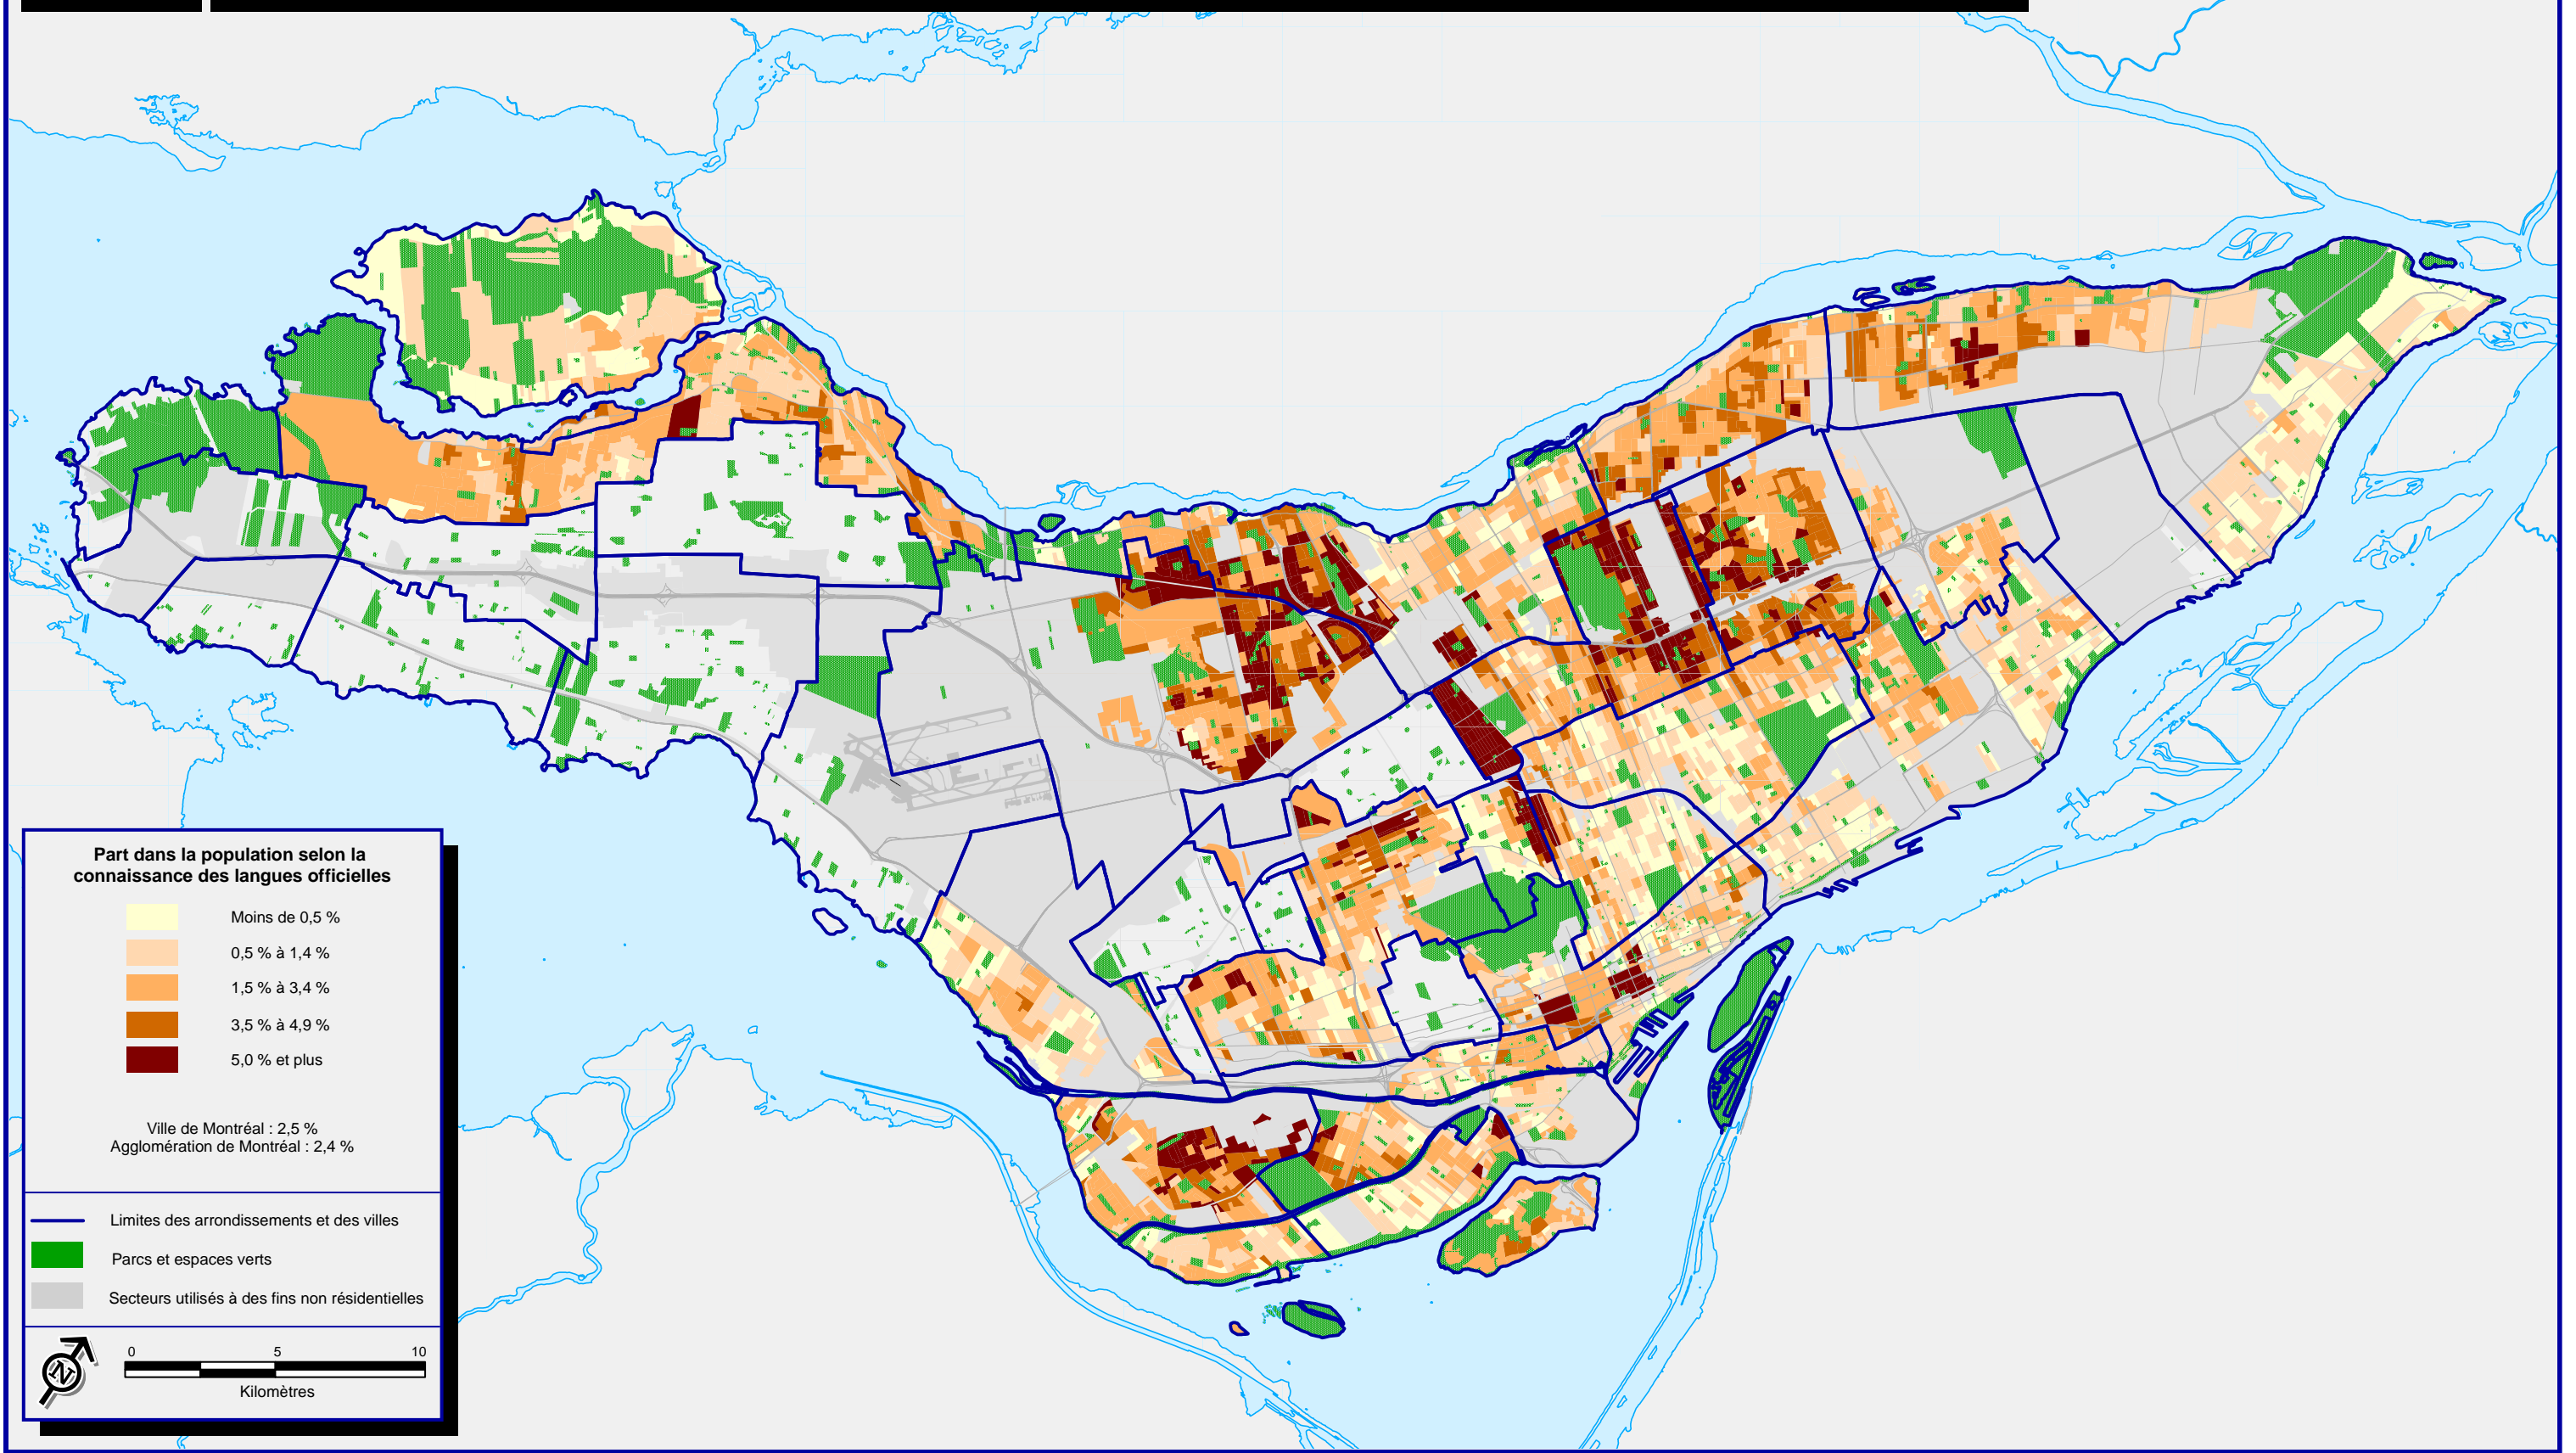 Part dans la population selon la
connaissance des langues officielles
Moins de 0,5 %
0,5 % à 1,4 %
1,5 % à 3,4 %
3,5 % à 4,9 %
5,0 % et plus
Ville de Montréal : 2,5 %
Agglomération de Montréal : 2,4 %
Limites des arrondissements et des villes
Parcs et espaces verts
Secteurs utilisés à des fins non résidentielles
N
0 5 10
Kilomètres